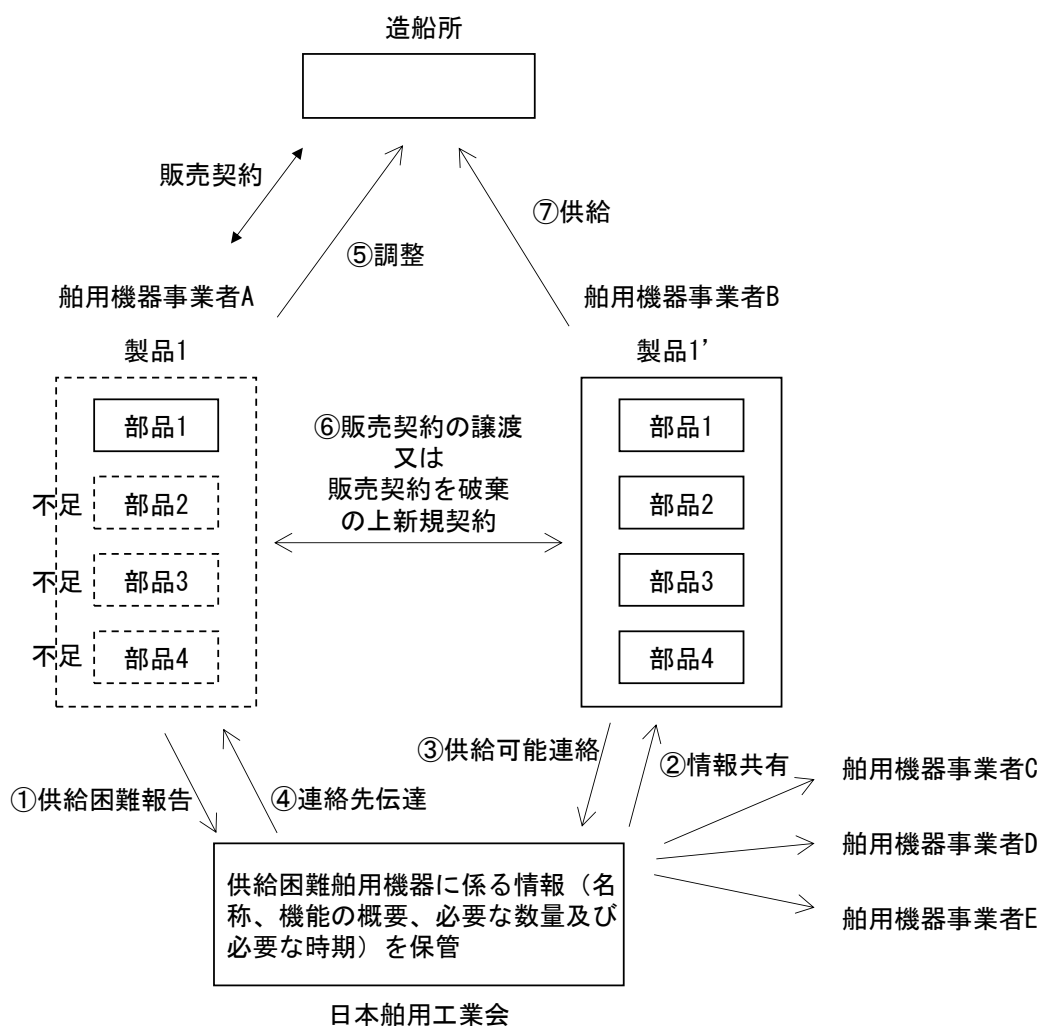 造船所
販売契約
⑦供給
⑤調整
舶用機器事業者A
舶用機器事業者B
製品1
製品1’
部品1
部品1
⑥販売契約の譲渡
又は
販売契約を破棄
の上新規契約
不足
部品2
部品2
不足
部品3
部品3
不足
部品4
部品4
③供給可能連絡
②情報共有
舶用機器事業者C
①供給困難報告
④連絡先伝達
舶用機器事業者D
舶用機器事業者E
供給困難舶用機器に係る情報（名
称、機能の概要、必要な数量及び
必要な時期）を保管
日本舶用工業会